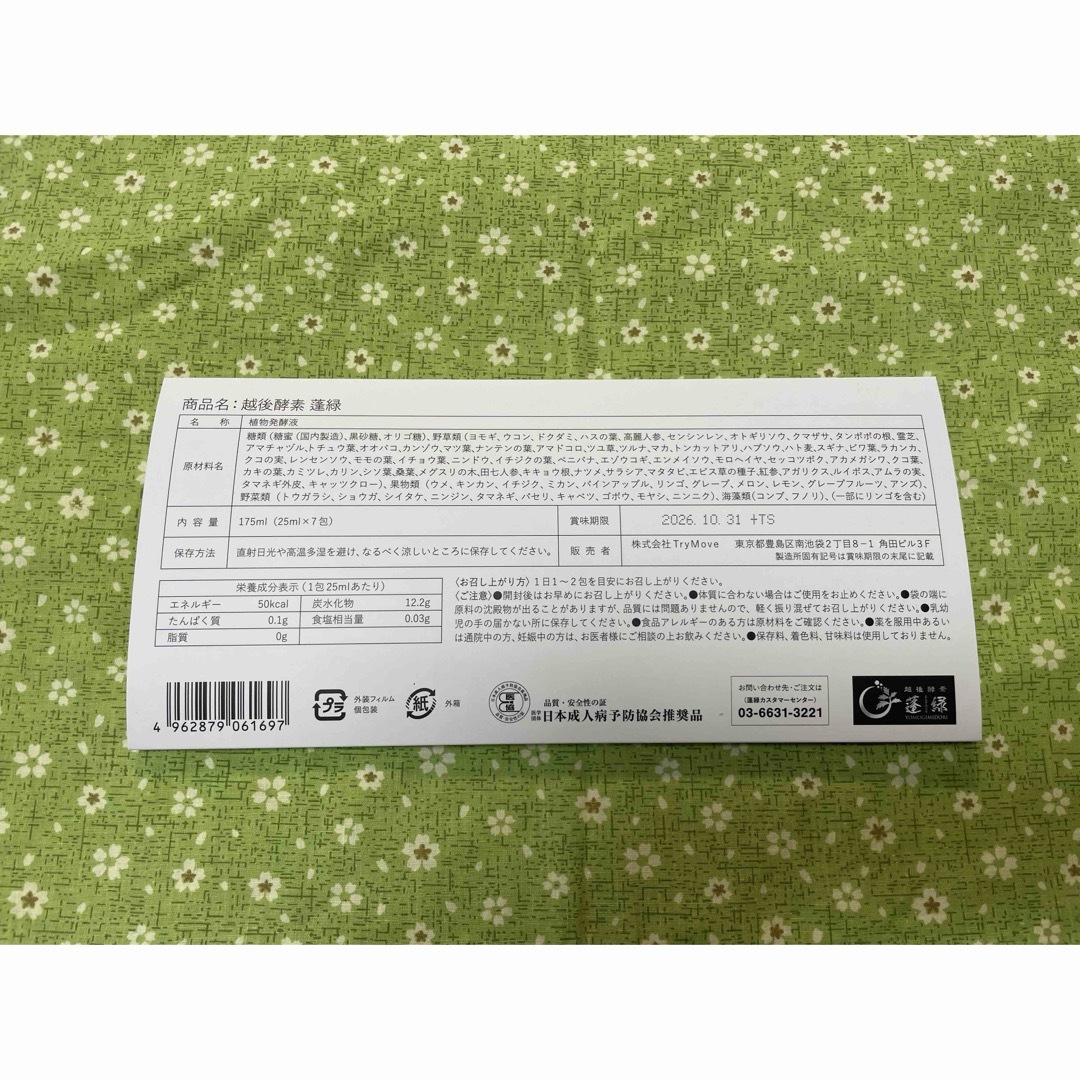 商品名：越後酵素 蓬緑
名 称 植物発酵液
原材料名
糖類（糖蜜（国内製造）、黒砂糖、オリゴ糖）、野草類（ヨモギ、ウコン、ドクダミ、ハスの葉、高麗人参、センシンレン、オトギリソウ、クマザサ、タンポポの根、霊芝、
アマチャヅル、トチュウ葉、オオバコ、カンゾウ、マツ葉、ナンテンの葉、アマドコロ、ツユ草、ツルナ、マカ、トンカットアリ、ハブソウ、ハト麦、スギナ、ビワ葉、ラカンカ、
クコの実、レンセンソウ、モモの葉、イチョウ葉、ニンドウ、イチジクの葉、ベニバナ、エゾウコギ、エンメイソウ、モロヘイヤ、セッコツボク、アカメガシワ、クコ葉、
カキの葉、カミツレ、カリン、シソ葉、桑葉、メグスリの木、田七人参、キキョウ根、ナツメ、サラシア、マタタビ、エビス草の種子、紅参、アガリクス、ルイボス、アムラの実、
タマネギ外皮、キャッツクロー）、果物類（ウメ、キンカン、イチジク、ミカン、パインアップル、リンゴ、グレープ、メロン、レモン、グレープフルーツ、アンズ）、
野菜類（トウガラシ、ショウガ、シイタケ、ニンジン、タマネギ、パセリ、キャベツ、ゴボウ、モヤシ、ニンニク）、海藻類（コンブ、フノリ）、（一部にリンゴを含む）
内 容 量 175ml（25ml×7包） 賞味期限 2026.10.31 +TS
保存方法 直射日光や高温多湿を避け、なるべく涼しいところに保存してください。 販 売 者 株式会社TryMove 東京都豊島区南池袋2丁目8-1 角田ビル3F
製造所固有記号は賞味期限の末尾に記載
栄養成分表示（1包25mlあたり）
エネルギー 50kcal 炭水化物 12.2g
たんぱく質 0.1g 食塩相当量 0.03g
脂質 0g
〈お召し上がり方〉1日1〜2包を目安にお召し上がりください。
〈ご注意〉●開封後はお早めにお召し上がりください。●体質に合わない場合はご使用をお止めください。●袋の端に
原料の沈殿物が出ることがありますが、品質には問題ありませんので、軽く振り混ぜてお召し上がりください。●乳幼
児の手の届かない所に保存してください。●食品アレルギーのある方は原材料をご確認ください。●薬を服用中あるい
は通院中の方、妊娠中の方は、お医者様にご相談の上お飲みください。●保存料、着色料、甘味料は使用しておりません。
4 962879 061697
プラ
外装フィルム
個包装
紙
外箱
医協
品質・安全性の証
医学団体 日本成人病予防協会推奨品
お問い合わせ先・ご注文は
（蓬緑カスタマーセンター）
03-6631-3221
越後酵素
蓬緑
YOMOGIMIDORI